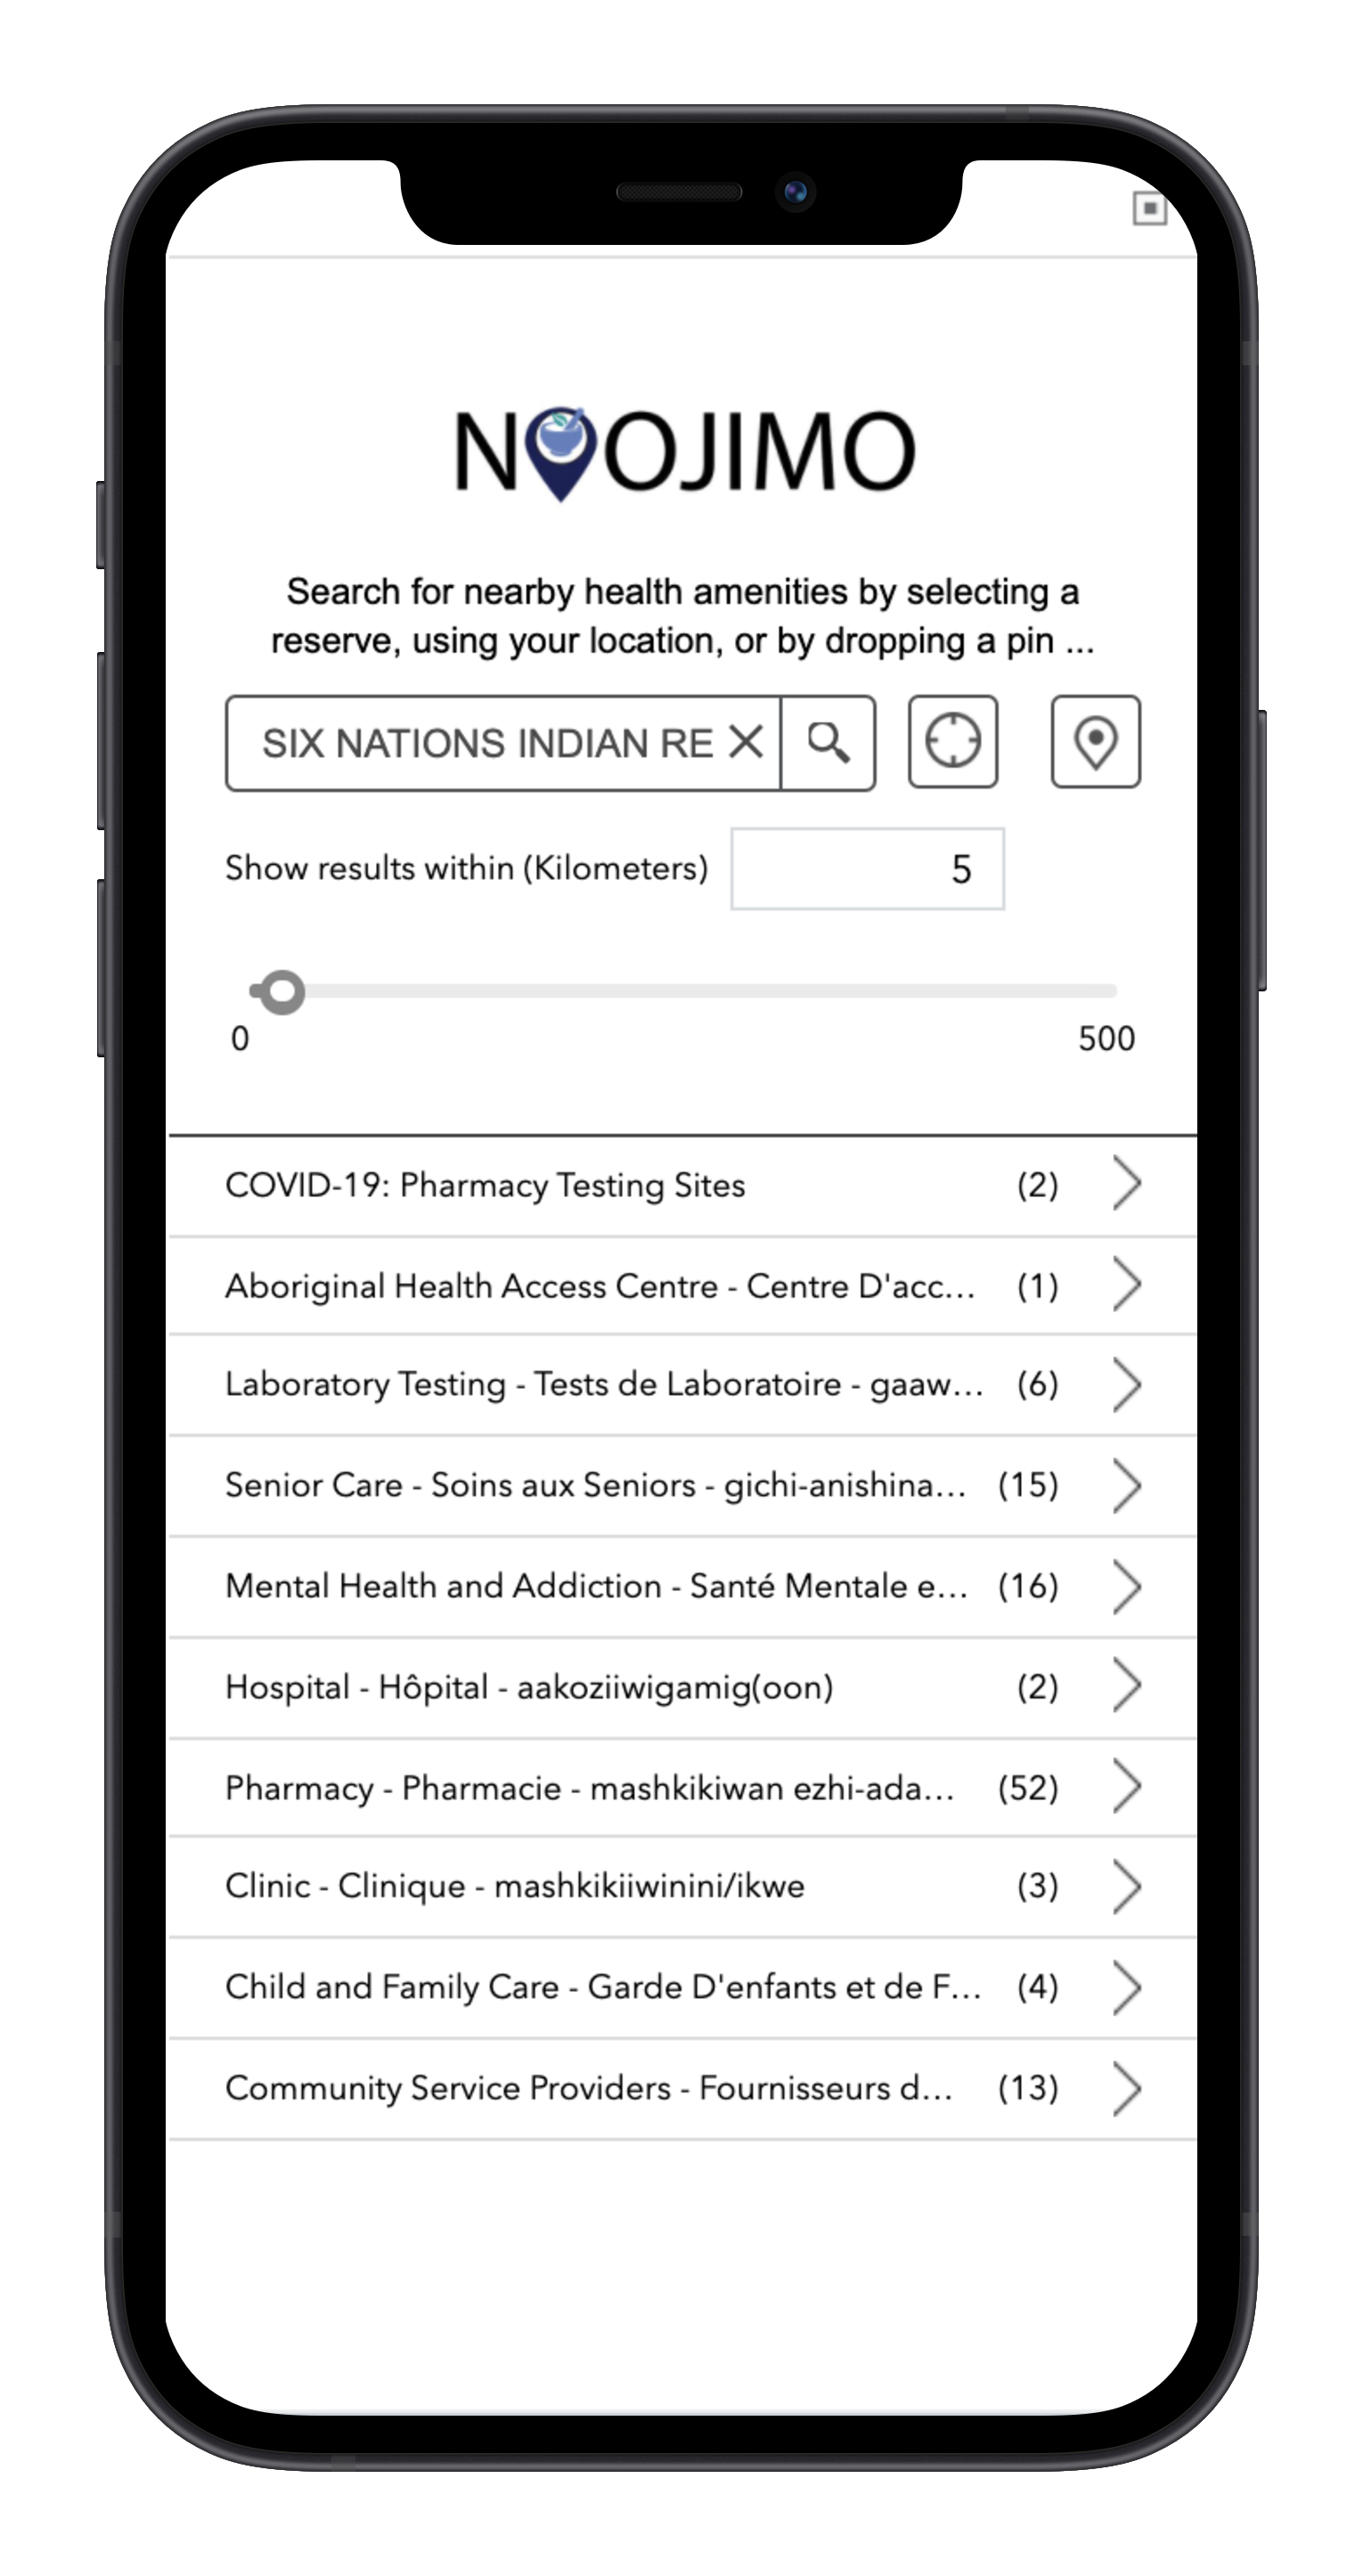 NOOJIMO
Search for nearby health amenities by selecting a
reserve, using your location, or by dropping a pin ...
SIX NATIONS INDIAN RE
Show results within (Kilometers) 5
0 500
COVID-19: Pharmacy Testing Sites (2)
Aboriginal Health Access Centre - Centre D'acc... (1)
Laboratory Testing - Tests de Laboratoire - gaaw... (6)
Senior Care - Soins aux Seniors - gichi-anishina... (15)
Mental Health and Addiction - Santé Mentale e... (16)
Hospital - Hôpital - aakoziiwigamig(oon) (2)
Pharmacy - Pharmacie - mashkikiwan ezhi-ada... (52)
Clinic - Clinique - mashkikiiwinini/ikwe (3)
Child and Family Care - Garde D'enfants et de F... (4)
Community Service Providers - Fournisseurs d... (13)